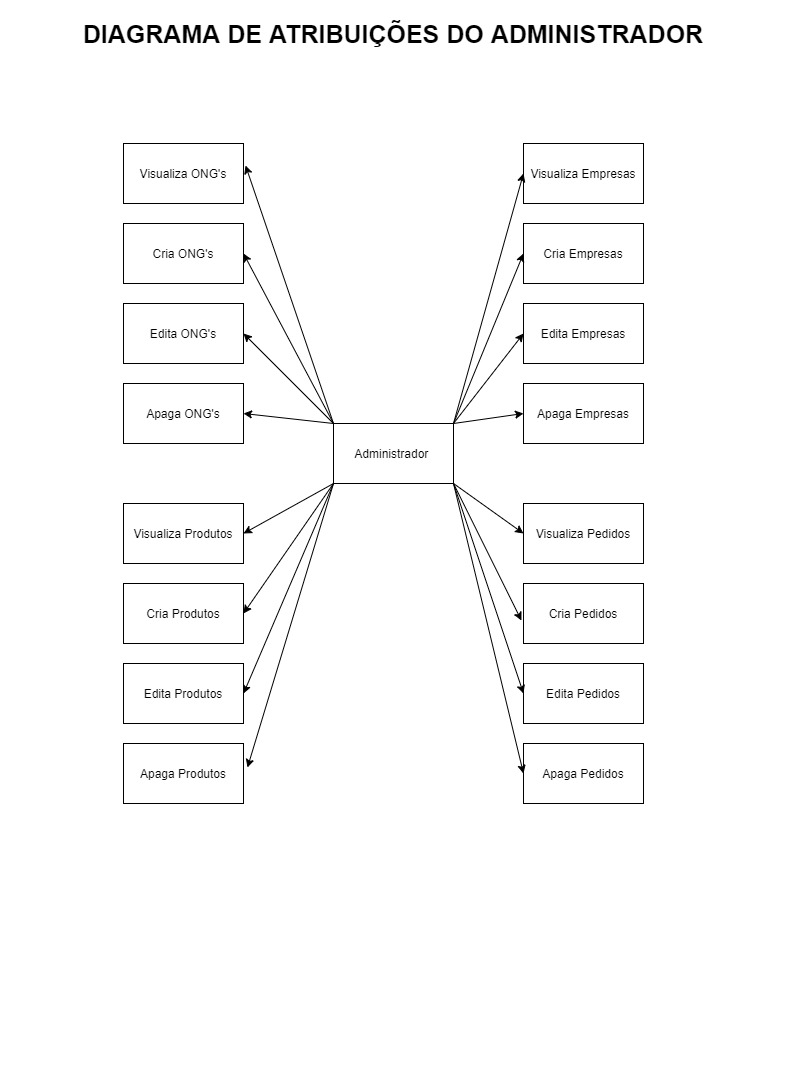 DIAGRAMA DE ATRIBUIÇÕES DO ADMINISTRADOR
Visualiza ONG's
Visualiza Empresas
Cria ONG's
Cria Empresas
Edita ONG's
Edita Empresas
Apaga ONG's
Apaga Empresas
Administrador
Visualiza Produtos
Visualiza Pedidos
Cria Produtos
Cria Pedidos
Edita Produtos
Edita Pedidos
Apaga Produtos
Apaga Pedidos